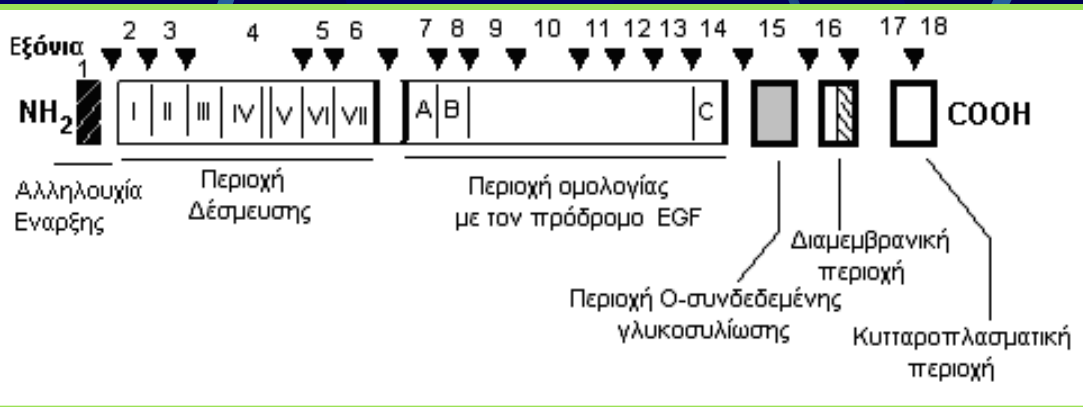 2 3 4 5 6 7 8 9 10 11 12 13 14 15 16 17 18
Εξόνια
1
NH2 I II III IV V VI VII A B C COOH
Αλληλουχία
Εναρξης
Περιοχή
Δέσμευσης
Περιοχή ομολογίας
με τον πρόδρομο EGF
Διαμεμβρανική
περιοχή
Περιοχή Ο-συνδεδεμένης
γλυκοσυλίωσης
Κυτταροπλασματική
περιοχή